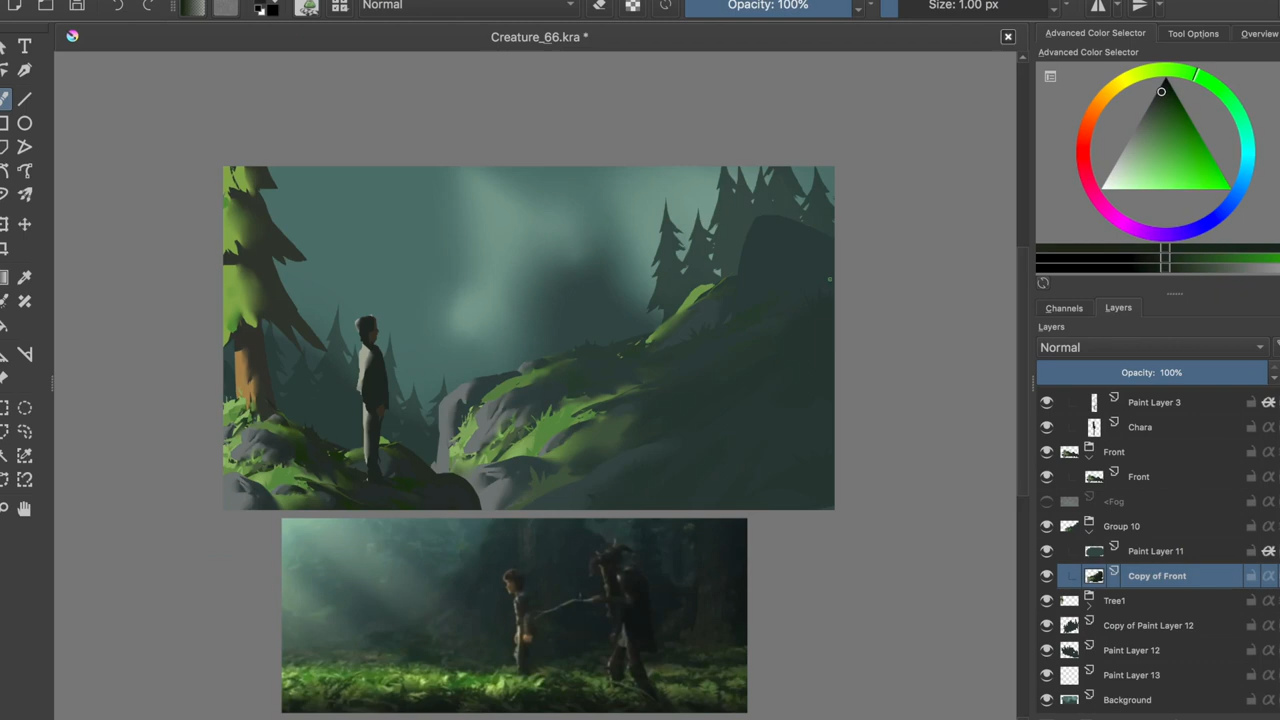 Normal
Opacity: 100%
Size: 1.00 px
Creature_66.kra *
Advanced Color Selector
Tool Options
Overview
Advanced Color Selector
Channels
Layers
Layers
Normal
Opacity: 100%
Paint Layer 3
Chara
Front
Front
<Fog
Group 10
Paint Layer 11
Copy of Front
Tree1
Copy of Paint Layer 12
Paint Layer 12
Paint Layer 13
Background